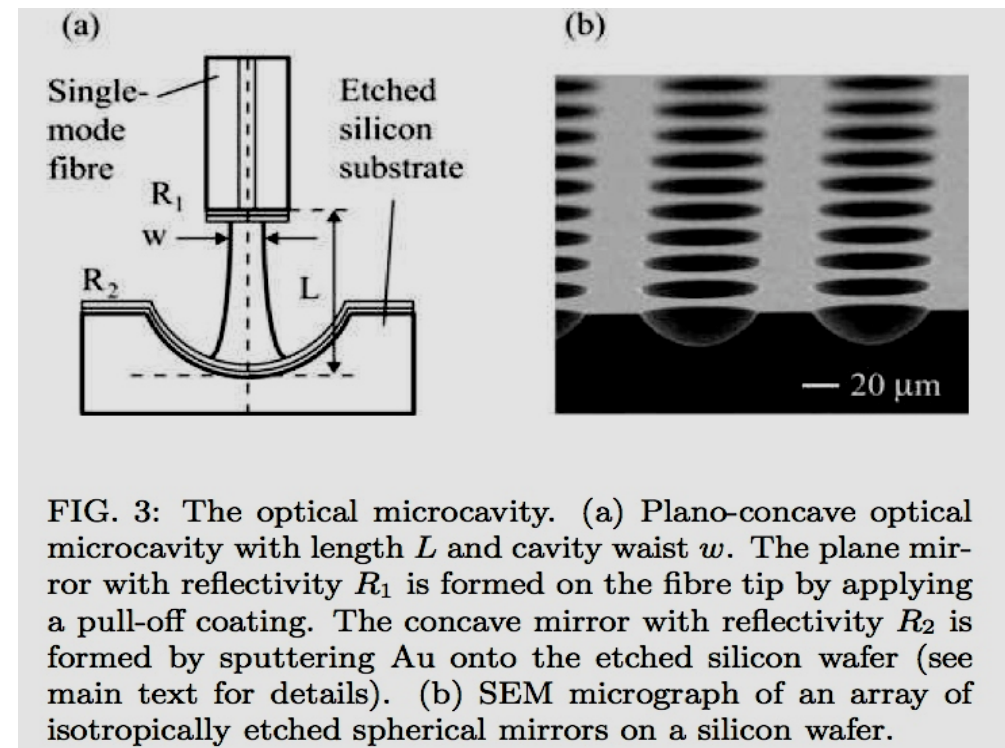 (a)
(b)
Single-
mode
fibre
Etched
silicon
substrate
R1
w
L
R2
20 μm
FIG. 3: The optical microcavity. (a) Plano-concave optical
microcavity with length L and cavity waist w. The plane mir-
ror with reflectivity R1 is formed on the fibre tip by applying
a pull-off coating. The concave mirror with reflectivity R2 is
formed by sputtering Au onto the etched silicon wafer (see
main text for details). (b) SEM micrograph of an array of
isotropically etched spherical mirrors on a silicon wafer.